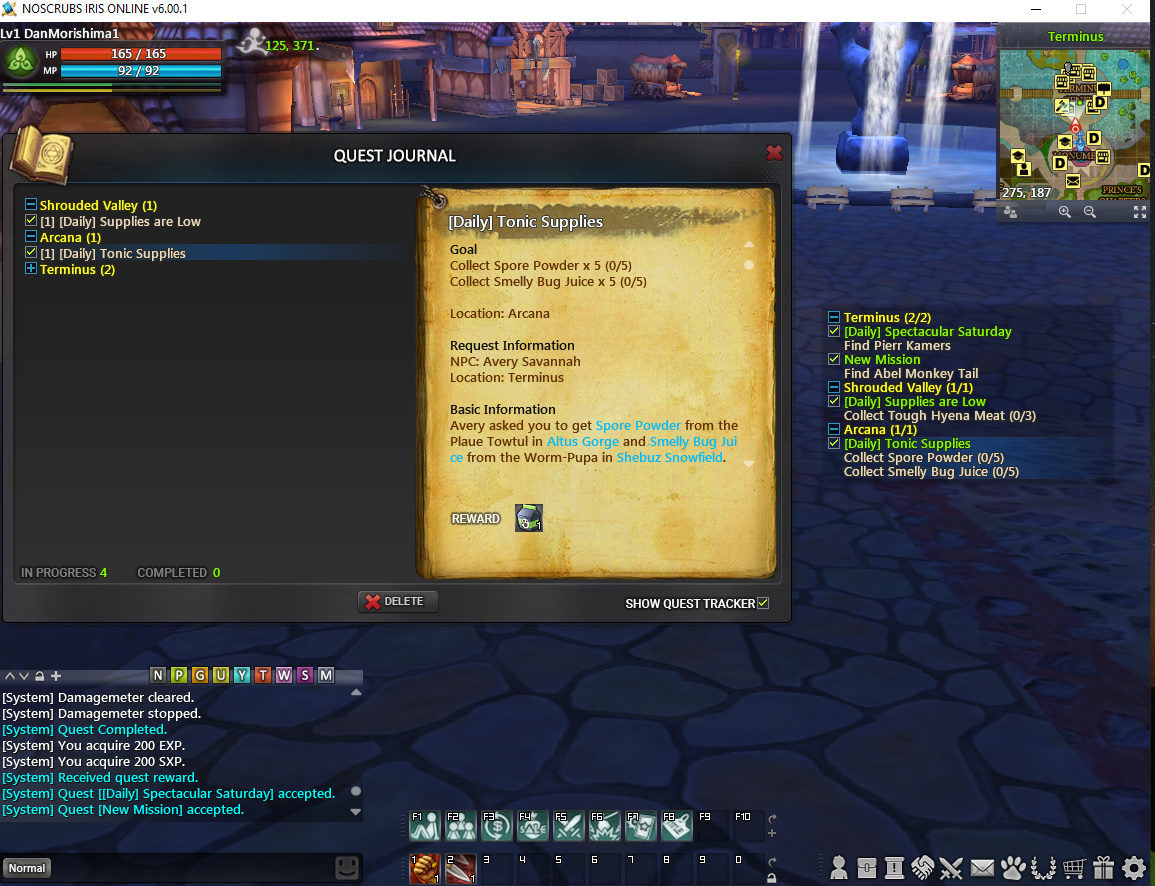 NOSCRUBS IRIS ONLINE v6.00.1
Lv1 DanMorishima1
HP 165 / 165
MP 92 / 92
125, 371.
Terminus
D
D
D
D
275, 187
QUEST JOURNAL
Shrouded Valley (1)
[1] [Daily] Supplies are Low
Arcana (1)
[1] [Daily] Tonic Supplies
Terminus (2)
IN PROGRESS 4 COMPLETED 0
[Daily] Tonic Supplies
Goal
Collect Spore Powder x 5 (0/5)
Collect Smelly Bug Juice x 5 (0/5)
Location: Arcana
Request Information
NPC: Avery Savannah
Location: Terminus
Basic Information
Avery asked you to get Spore Powder from the
Plaue Towtul in Altus Gorge and Smelly Bug Jui
ce from the Worm-Pupa in Shebuz Snowfield.
REWARD 1
DELETE
SHOW QUEST TRACKER
Terminus (2/2)
[Daily] Spectacular Saturday
Find Pierr Kamers
New Mission
Find Abel Monkey Tail
Shrouded Valley (1/1)
[Daily] Supplies are Low
Collect Tough Hyena Meat (0/3)
Arcana (1/1)
[Daily] Tonic Supplies
Collect Spore Powder (0/5)
Collect Smelly Bug Juice (0/5)
N P G U Y T W S M
[System] Damagemeter cleared.
[System] Damagemeter stopped.
[System] Quest Completed.
[System] You acquire 200 EXP.
[System] You acquire 200 SXP.
[System] Received quest reward.
[System] Quest [[Daily] Spectacular Saturday] accepted.
[System] Quest [New Mission] accepted.
Normal
F1 F2 F3 F4 F5 F6 F7 F8 F9 F10
SALE
1 2 3 4 5 6 7 8 9 0
1 1